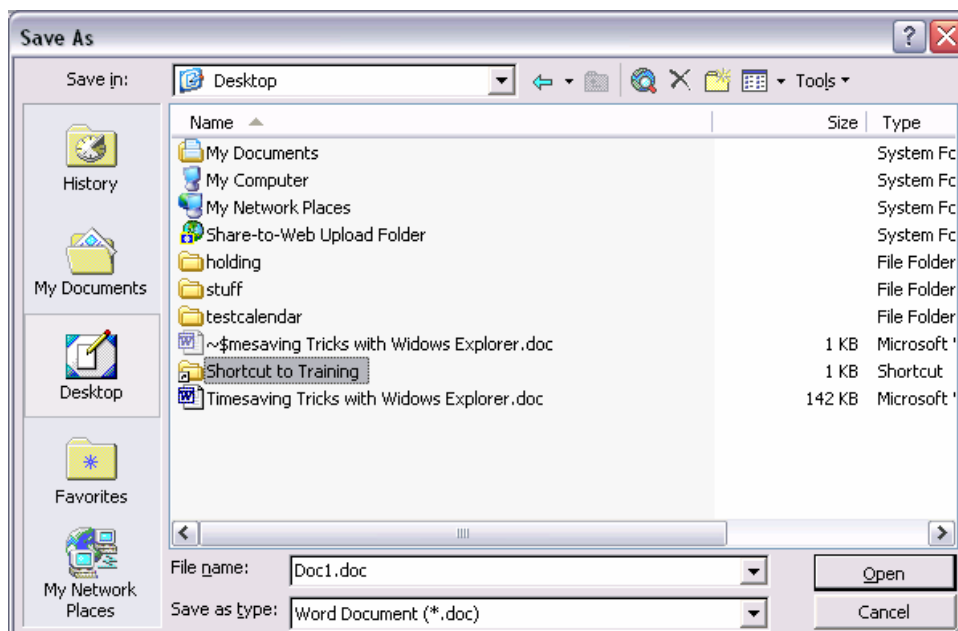 Save As
Save in: Desktop Tools
Name Size Type
My Documents System Fc
My Computer System Fc
My Network Places System Fc
Share-to-Web Upload Folder System Fc
holding File Folder
stuff File Folder
testcalendar File Folder
~$mesaving Tricks with Widows Explorer.doc 1 KB Microsoft '
Shortcut to Training 1 KB Shortcut
Timesaving Tricks with Widows Explorer.doc 142 KB Microsoft '
History
My Documents
Desktop
Favorites
My Network
Places
File name: Doc1.doc Open
Save as type: Word Document (*.doc) Cancel